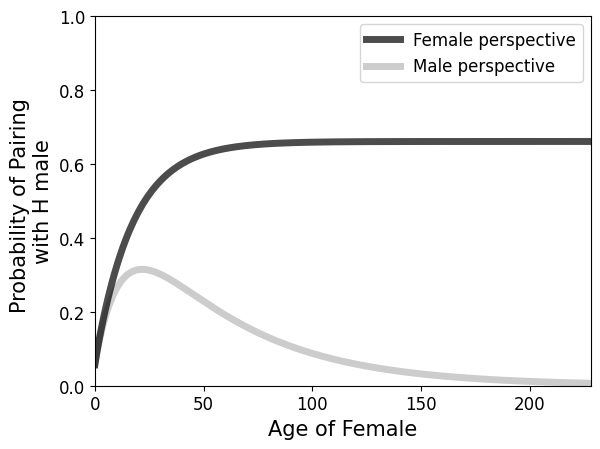 Female perspective
Male perspective
Probability of Pairing
with H male
1.0
0.8
0.6
0.4
0.2
0.0
0
50
100
150
200
Age of Female